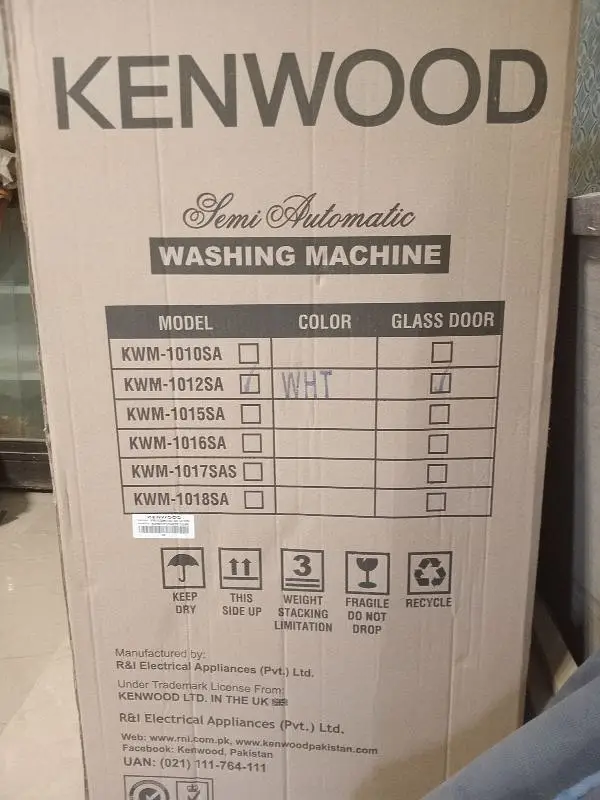 KENWOOD
Semi Automatic
WASHING MACHINE
MODEL COLOR GLASS DOOR
KWM-1010SA
KWM-1012SA WHT
KWM-1015SA
KWM-1016SA
KWM-1017SAS
KWM-1018SA
KENWOOD
KEEP DRY
THIS SIDE UP
3
WEIGHT STACKING LIMITATION
FRAGILE DO NOT DROP
RECYCLE
Manufactured by:
R&I Electrical Appliances (Pvt.) Ltd.
Under Trademark License From:
KENWOOD LTD. IN THE UK
R&I Electrical Appliances (Pvt.) Ltd.
Web: www.rni.com.pk, www.kenwoodpakistan.com
Facebook: Kenwood, Pakistan
UAN: (021) 111-764-111